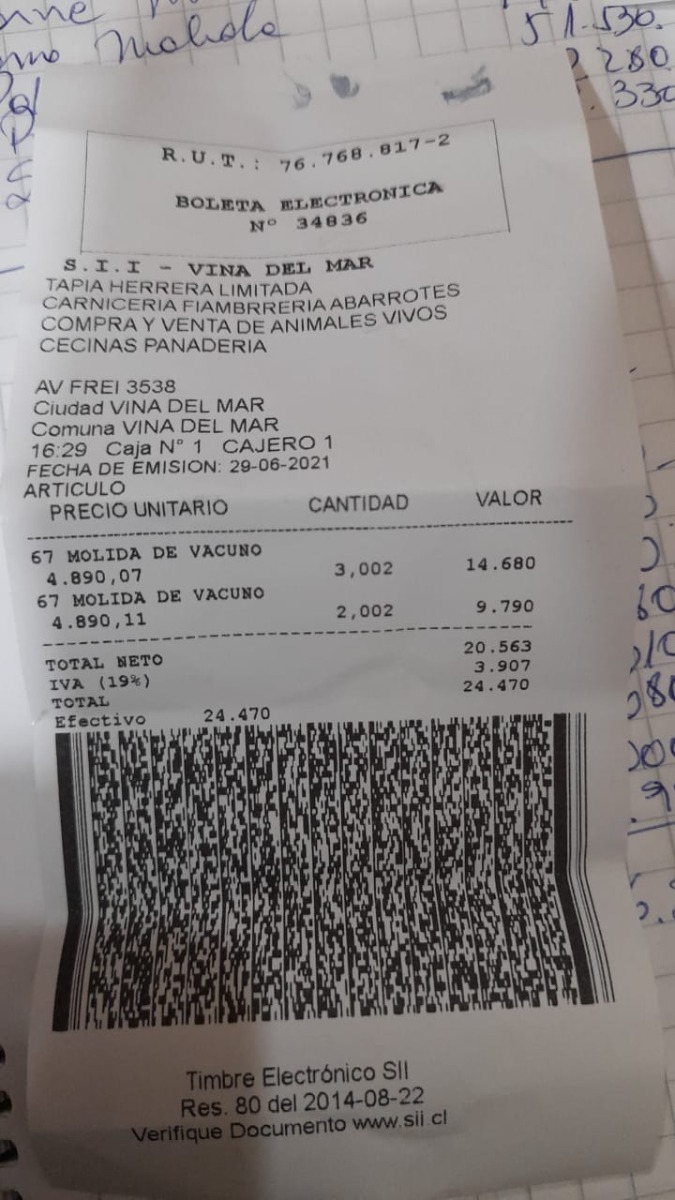 Molida
51.530.
280
330
R.U.T.: 76.768.817-2
BOLETA ELECTRONICA
N° 34836
S.I.I - VINA DEL MAR
TAPIA HERRERA LIMITADA
CARNICERIA FIAMBRRERIA ABARROTES
COMPRA Y VENTA DE ANIMALES VIVOS
CECINAS PANADERIA
AV FREI 3538
Ciudad VINA DEL MAR
Comuna VINA DEL MAR
16:29 Caja N° 1 CAJERO 1
FECHA DE EMISION: 29-06-2021
ARTICULO
PRECIO UNITARIO CANTIDAD VALOR
67 MOLIDA DE VACUNO
4.890,07 3,002 14.680
67 MOLIDA DE VACUNO
4.890,11 2,002 9.790
TOTAL NETO 20.563
IVA (19%) 3.907
TOTAL 24.470
Efectivo 24.470
Timbre Electrónico SII
Res. 80 del 2014-08-22
Verifique Documento www.sii.cl